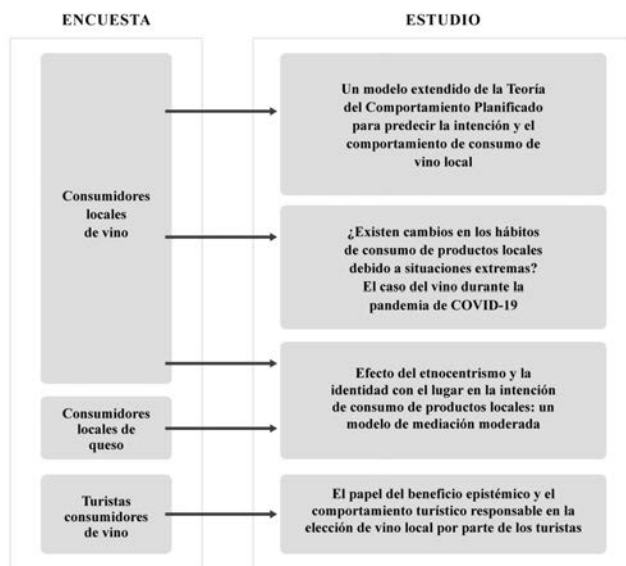 ENCUESTA
Consumidores
locales
de vino
Consumidores
locales de
queso
Turistas
consumidores
de vino
ESTUDIO
Un modelo extendido de la Teoría
del Comportamiento Planificado
para predecir la intención y el
comportamiento de consumo de
vino local
¿Existen cambios en los hábitos
de consumo de productos locales
debido a situaciones extremas?
El caso del vino durante la
pandemia de COVID-19
Efecto del etnocentrismo y la
identidad con el lugar en la intención
de consumo de productos locales: un
modelo de mediación moderada
El papel del beneficio epistémico y el
comportamiento turístico responsable en la
elección de vino local por parte de los turistas